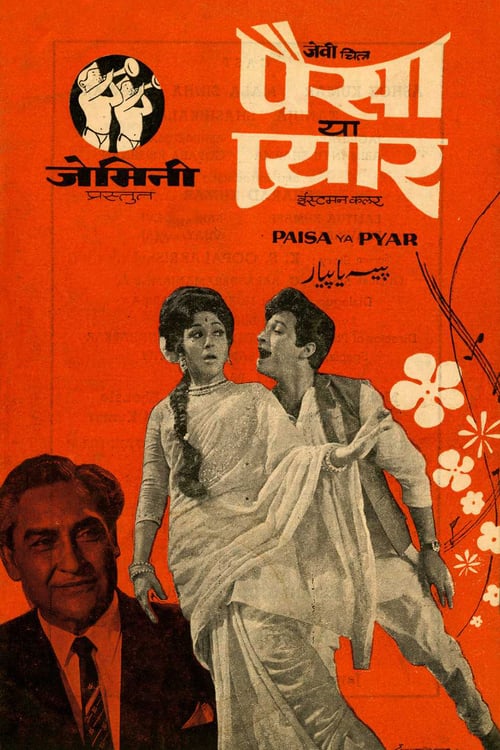 जेवी चित्र
पैसा
या
प्यार
जेमिनी
प्रस्तुत
ईस्टमन कलर
PAISA YA PYAR
پیسہ یا پیار